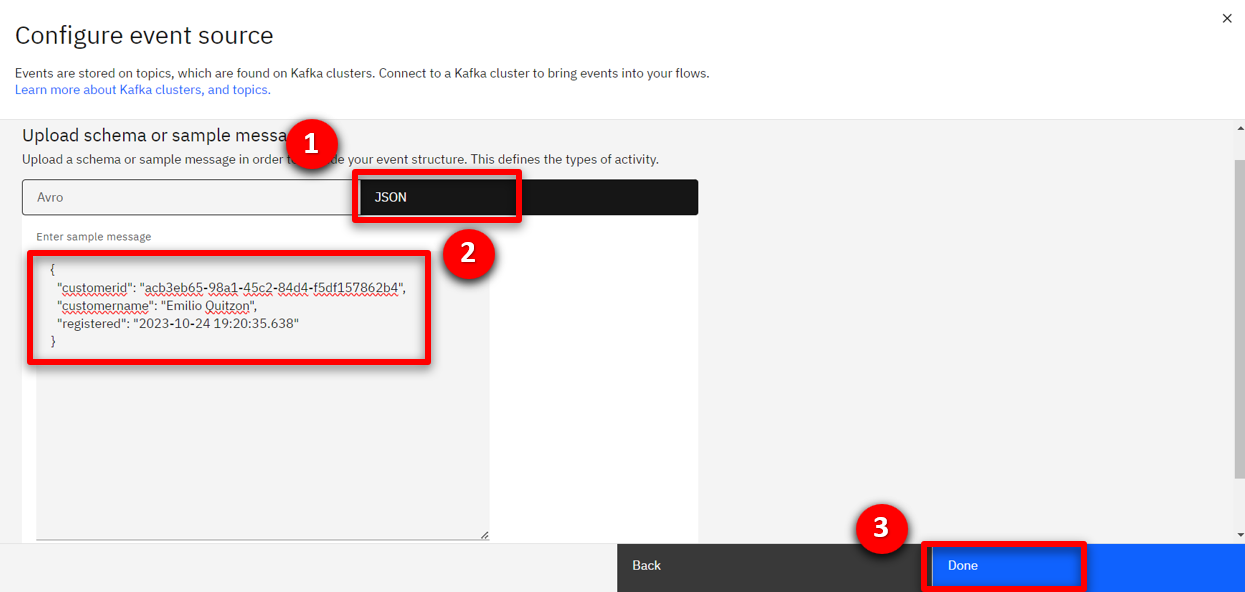 Configure event source
Events are stored on topics, which are found on Kafka clusters. Connect to a Kafka cluster to bring events into your flows.
Learn more about Kafka clusters, and topics.
Upload schema or sample messa
1
Upload a schema or sample message in order t de your event structure. This defines the types of activity.
Avro
JSON
Enter sample message
2
{
"customerid": "acb3eb65-98a1-45c2-84d4-f5df157862b4",
"customername": "Emilio Quitzon",
"registered": "2023-10-24 19:20:35.638"
}
3
Back
Done